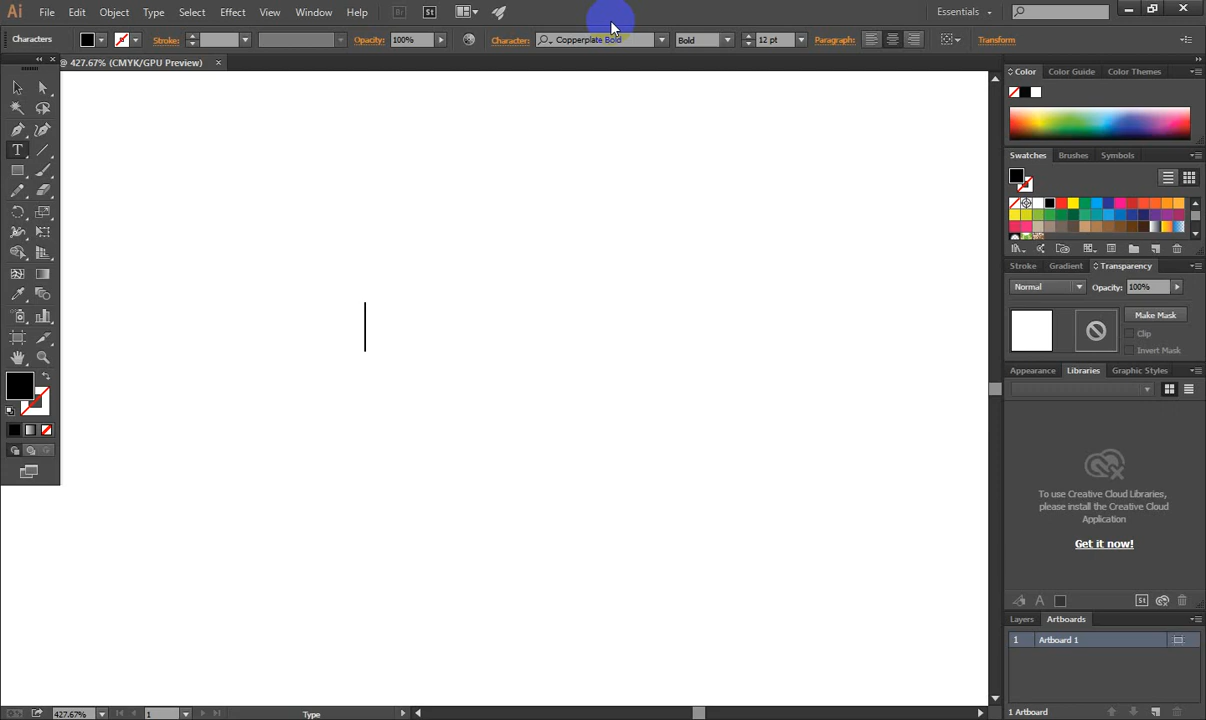 Ai File Edit Object Type Select Effect View Window Help Br St Essentials
Characters Stroke: Opacity: 100% Character: Copperplate Bold Bold 12 pt Paragraph: Transform
@ 427.67% (CMYK/GPU Preview) ×
Color Color Guide Color Themes
T
Swatches Brushes Symbols
Stroke Gradient Transparency
Normal Opacity: 100%
Make Mask
Clip
Invert Mask
Appearance Libraries Graphic Styles
To use Creative Cloud Libraries,
please install the Creative Cloud
Application
Get it now!
A St
Layers Artboards
1 Artboard 1
427.67% 1 Type 1 Artboard